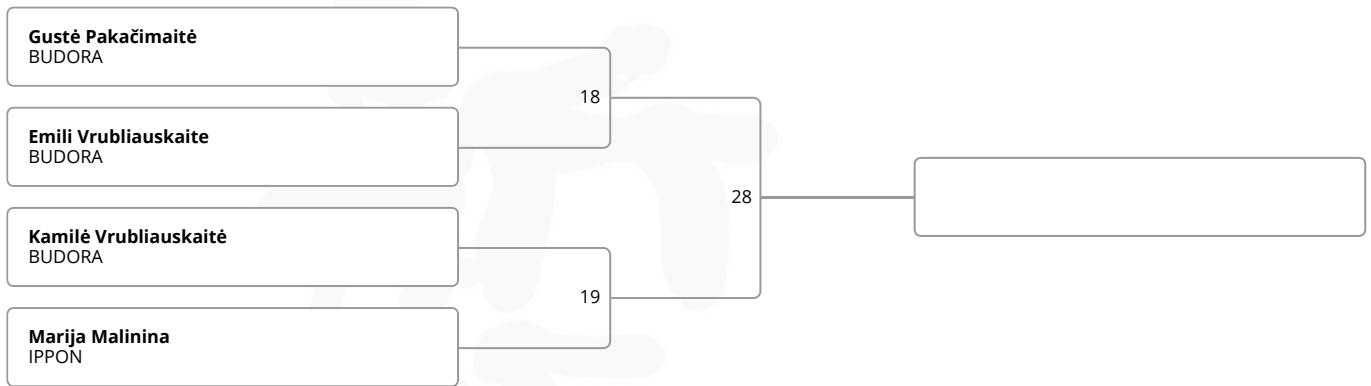 Gustė Pakačimaitė
BUDORA
Emili Vrubliauskaite
BUDORA
Kamilė Vrubliauskaitė
BUDORA
Marija Malinina
IPPON
18
19
28